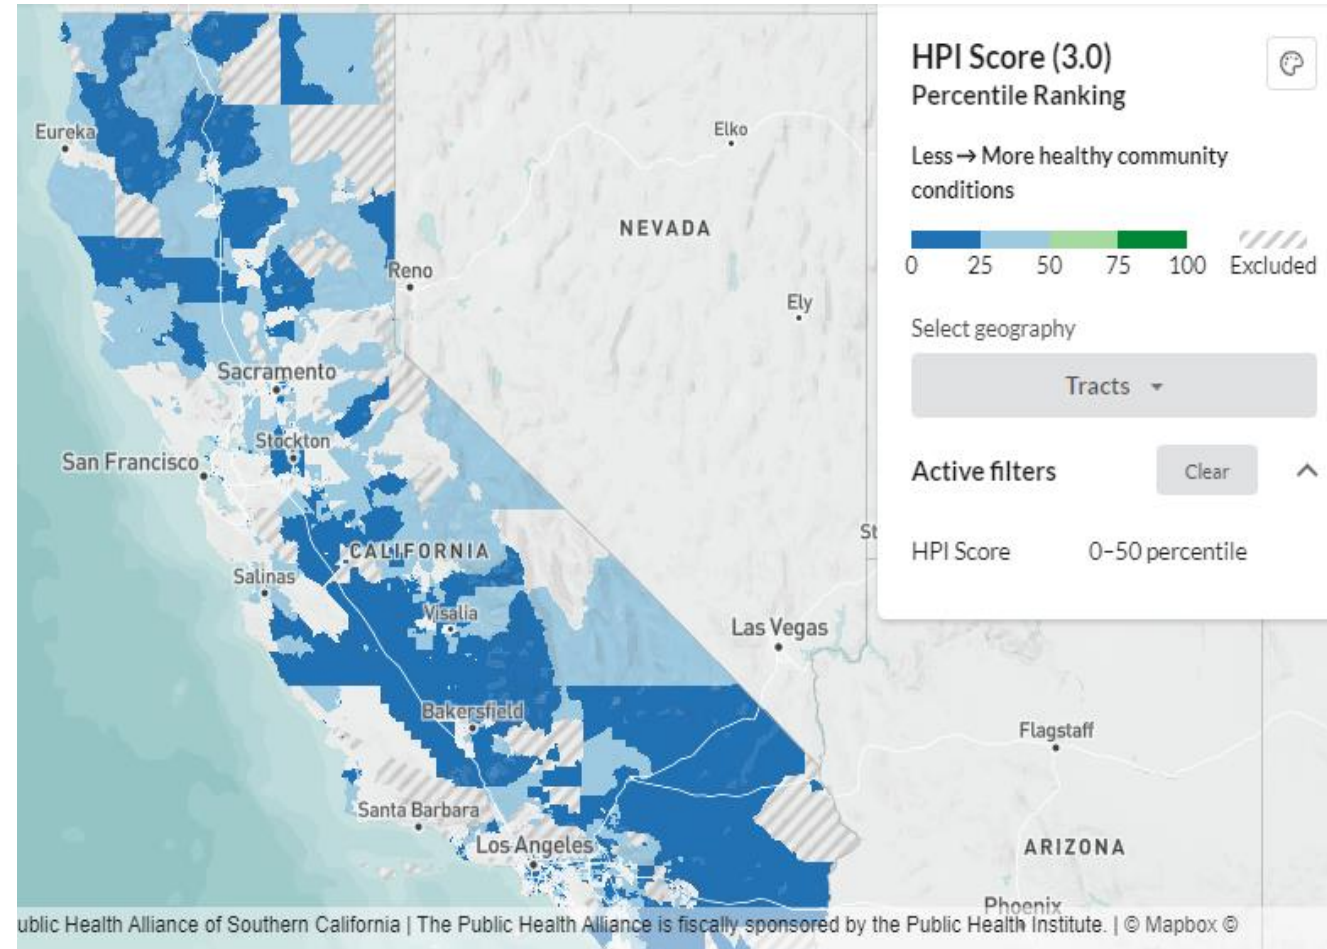 HPI Score (3.0)
Percentile Ranking
Less → More healthy community
conditions
0 25 50 75 100 Excluded
Select geography
Tracts
Active filters
Clear
HPI Score 0–50 percentile
Eureka
Elko
NEVADA
Reno
Ely
Sacramento
Stockton
San Francisco
St
CALIFORNIA
Salinas
Visalia
Las Vegas
Bakersfield
Flagstaff
Santa Barbara
Los Angeles
ARIZONA
Phoenix
ublic Health Alliance of Southern California | The Public Health Alliance is fiscally sponsored by the Public Health Institute. | © Mapbox ©